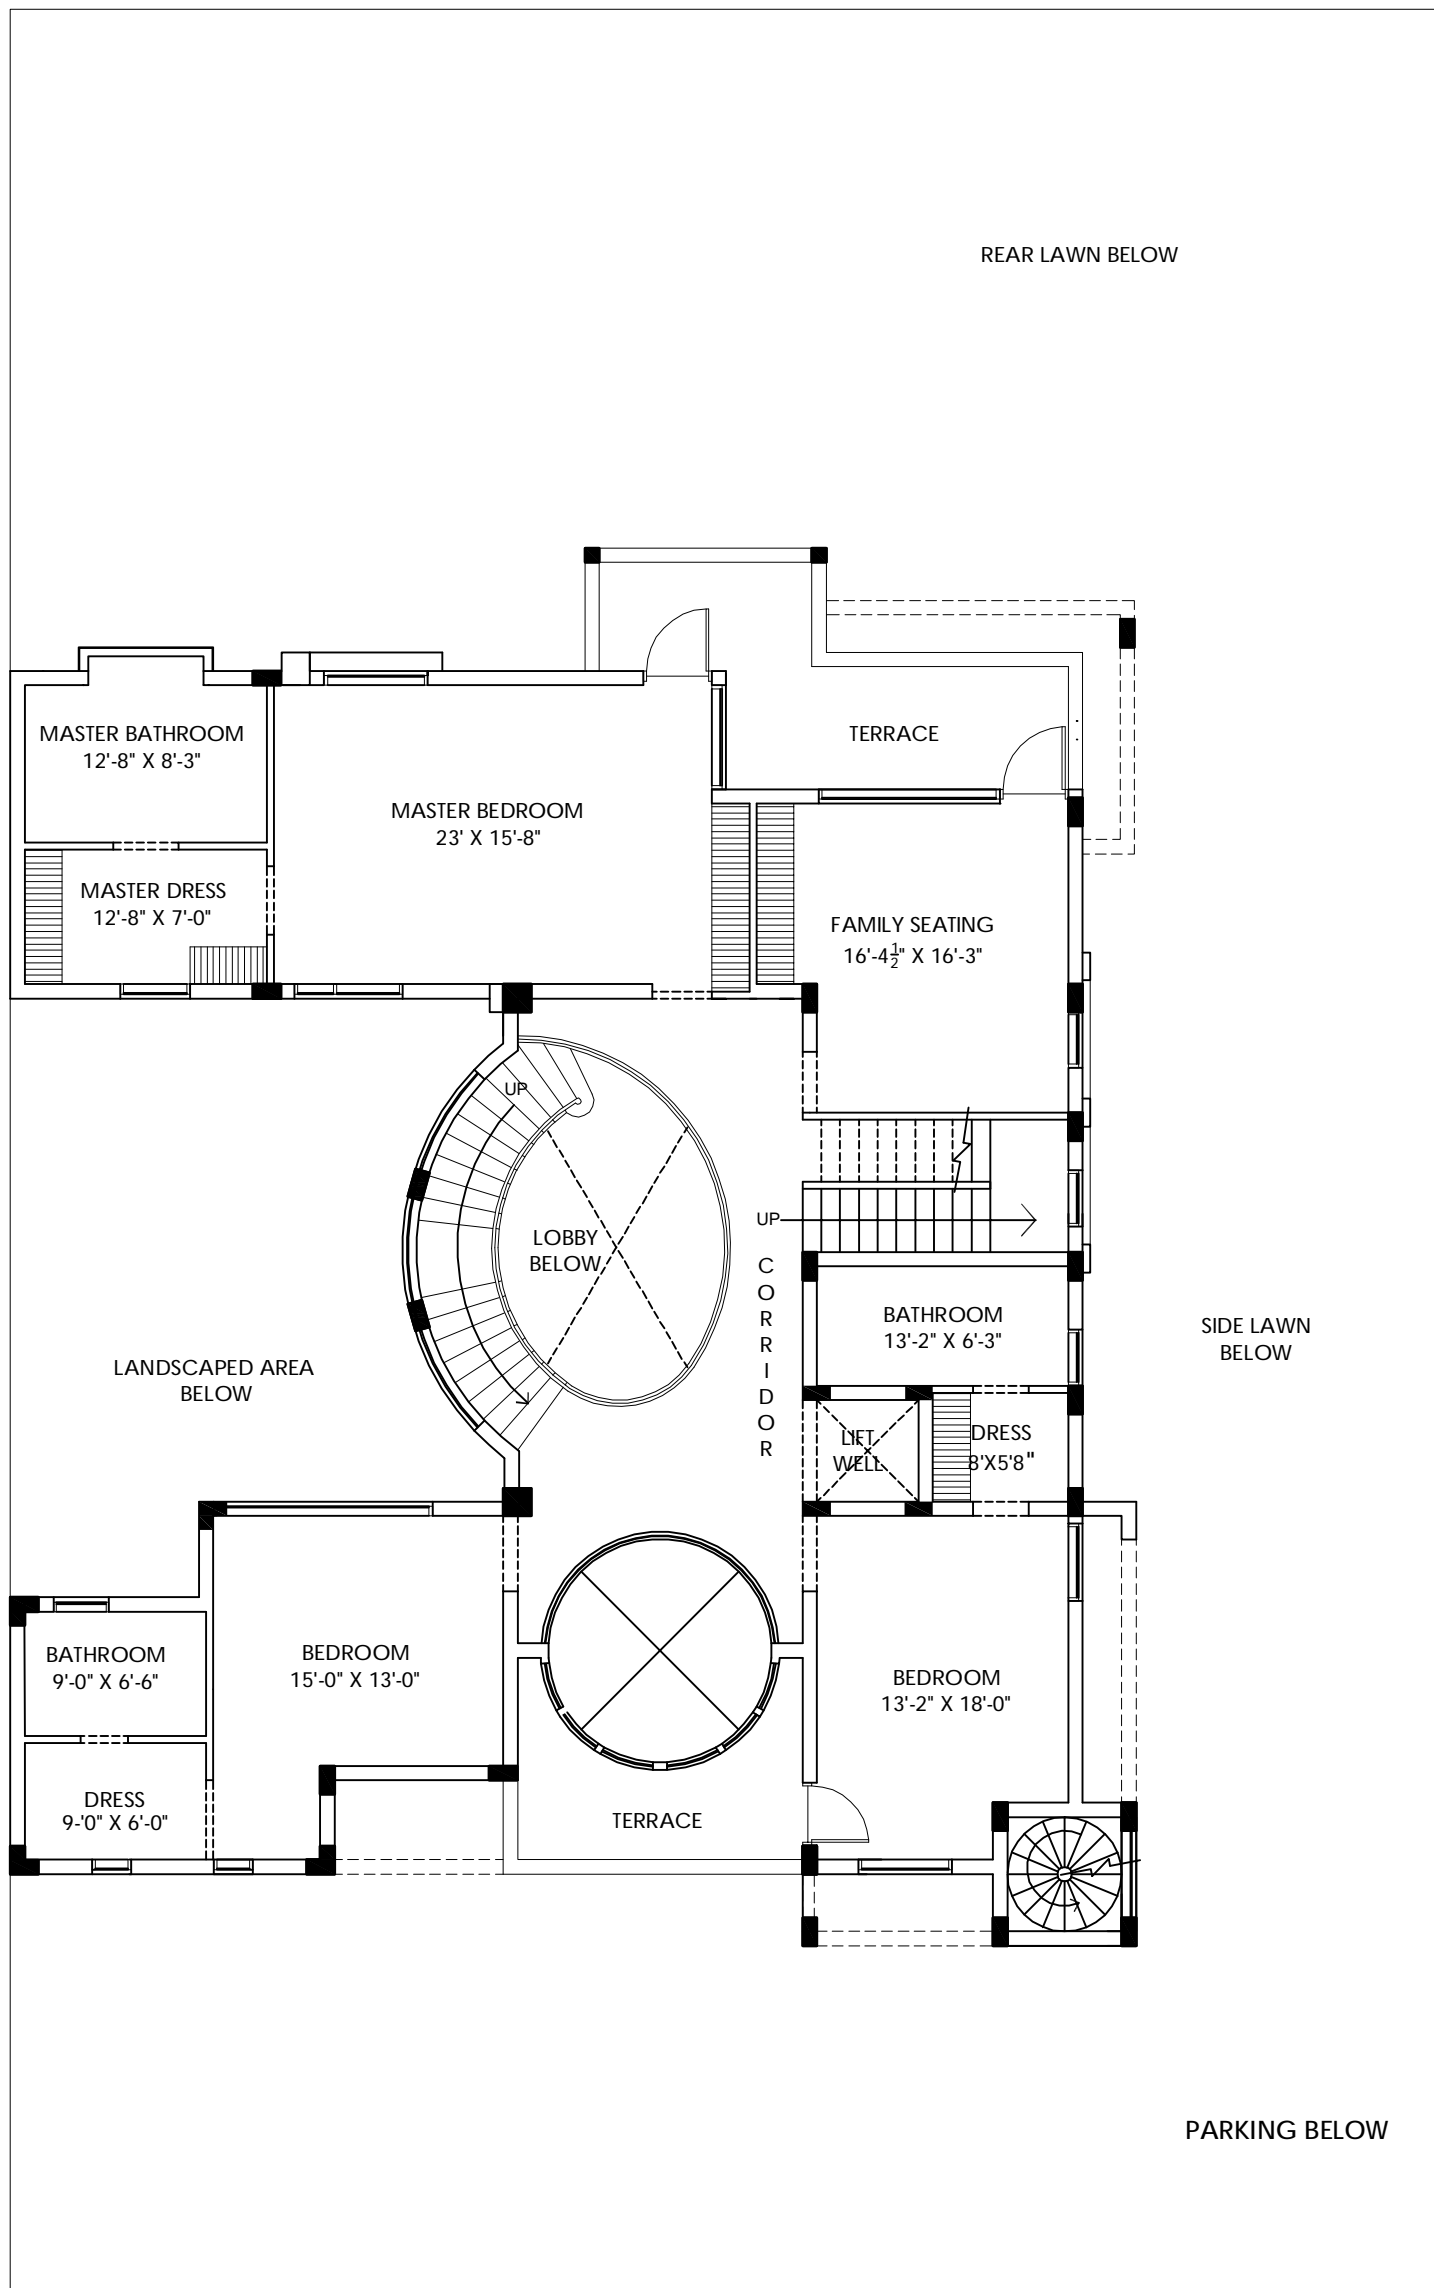 REAR LAWN BELOW
MASTER BATHROOM
12'-8" X 8'-3"
TERRACE
MASTER BEDROOM
23' X 15'-8"
MASTER DRESS
12'-8" X 7'-0"
FAMILY SEATING
16'-4½" X 16'-3"
UP
UP
LOBBY
BELOW
CORRIDOR
BATHROOM
13'-2" X 6'-3"
SIDE LAWN
BELOW
LANDSCAPED AREA
BELOW
LIFT
WELL
DRESS
8'X5'8"
BATHROOM
9'-0" X 6'-6"
BEDROOM
15'-0" X 13'-0"
BEDROOM
13'-2" X 18'-0"
DRESS
9-'0" X 6'-0"
TERRACE
PARKING BELOW